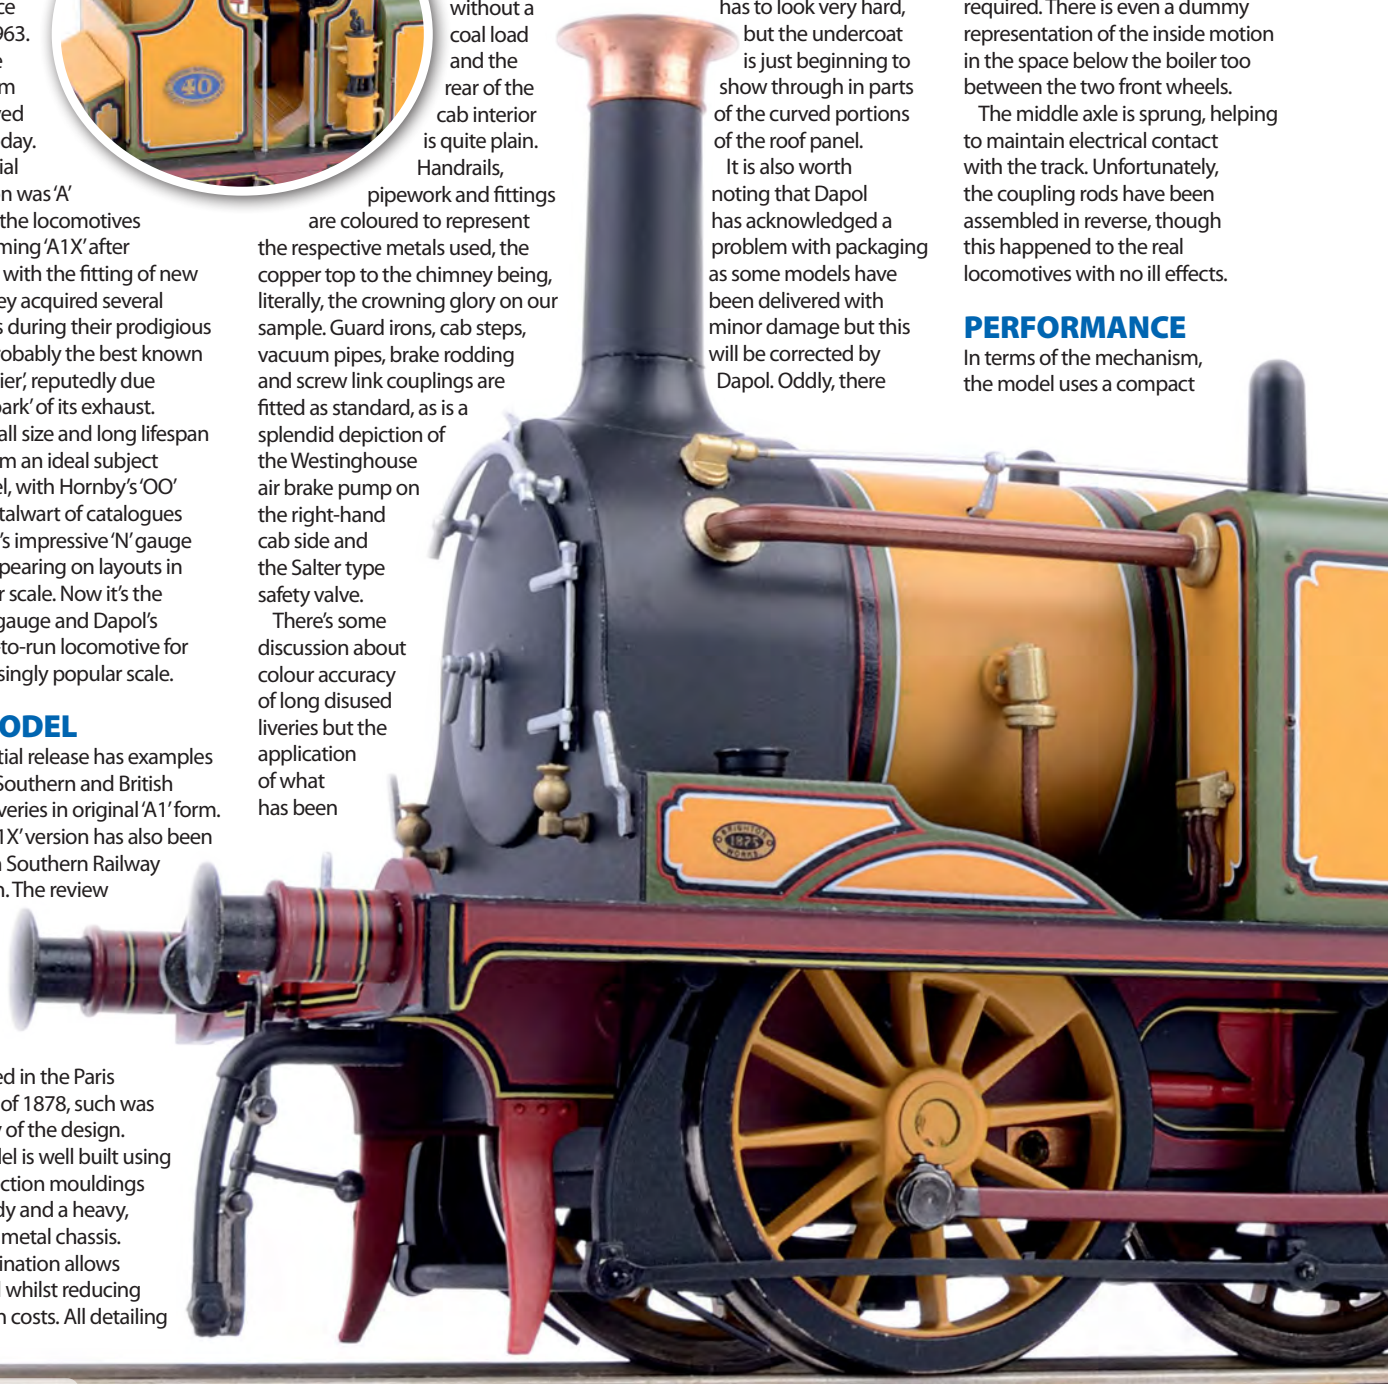 ce
963.
e
m
ved
day.
ial
n was ‘A’
the locomotives
ming ‘A1X’ after
with the fitting of new
ey acquired several
s during their prodigious
robably the best known
ier’, reputedly due
park’ of its exhaust.
all size and long lifespan
m an ideal subject
el, with Hornby’s ‘OO’
talwart of catalogues
’s impressive ‘N’ gauge
pearing on layouts in
r scale. Now it’s the
gauge and Dapol’s
-to-run locomotive for
singly popular scale.
ODEL
tial release has examples
Southern and British
veries in original ‘A1’ form.
1X’ version has also been
n Southern Railway
n. The review
ed in the Paris
of 1878, such was
y of the design.
del is well built using
ction mouldings
dy and a heavy,
metal chassis.
ination allows
l whilst reducing
n costs. All detailing
40
without a
coal load
and the
rear of the
cab interior
is quite plain.
Handrails,
pipework and fittings
are coloured to represent
the respective metals used, the
copper top to the chimney being,
literally, the crowning glory on our
sample. Guard irons, cab steps,
vacuum pipes, brake rodding
and screw link couplings are
fitted as standard, as is a
splendid depiction of
the Westinghouse
air brake pump on
the right-hand
cab side and
the Salter type
safety valve.
There’s some
discussion about
colour accuracy
of long disused
liveries but the
application
of what
has been
has to look very hard,
but the undercoat
is just beginning to
show through in parts
of the curved portions
of the roof panel.
It is also worth
noting that Dapol
has acknowledged a
problem with packaging
as some models have
been delivered with
minor damage but this
will be corrected by
Dapol. Oddly, there
required. There is even a dummy
representation of the inside motion
in the space below the boiler too
between the two front wheels.
The middle axle is sprung, helping
to maintain electrical contact
with the track. Unfortunately,
the coupling rods have been
assembled in reverse, though
this happened to the real
locomotives with no ill effects.
PERFORMANCE
In terms of the mechanism,
the model uses a compact
BRIGHTON
1875
WORKS